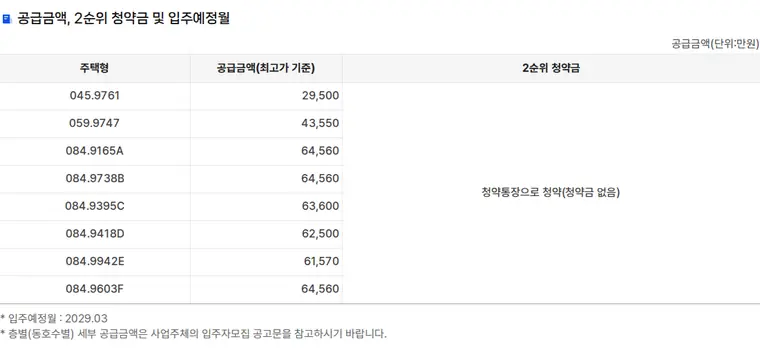 공급금액, 2순위 청약금 및 입주예정월
공급금액(단위:만원)
주택형 공급금액(최고가 기준) 2순위 청약금
045.9761 29,500
059.9747 43,550
084.9165A 64,560
084.9738B 64,560
청약통장으로 청약(청약금 없음)
084.9395C 63,600
084.9418D 62,500
084.9942E 61,570
084.9603F 64,560
* 입주예정월 : 2029.03
* 층별(동호수별) 세부 공급금액은 사업주체의 입주자모집 공고문을 참고하시기 바랍니다.